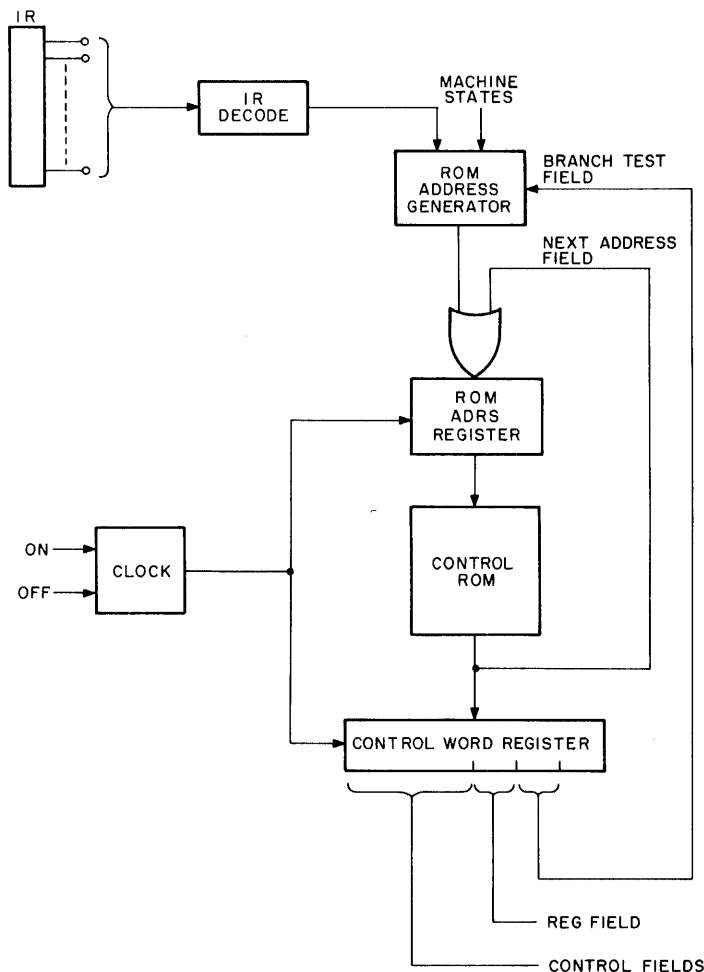 IR
IR
DECODE
MACHINE
STATES
ROM
ADDRESS
GENERATOR
BRANCH TEST
FIELD
NEXT ADDRESS
FIELD
ROM
ADRS
REGISTER
ON
OFF
CLOCK
CONTROL
ROM
CONTROL WORD REGISTER
REG FIELD
CONTROL FIELDS